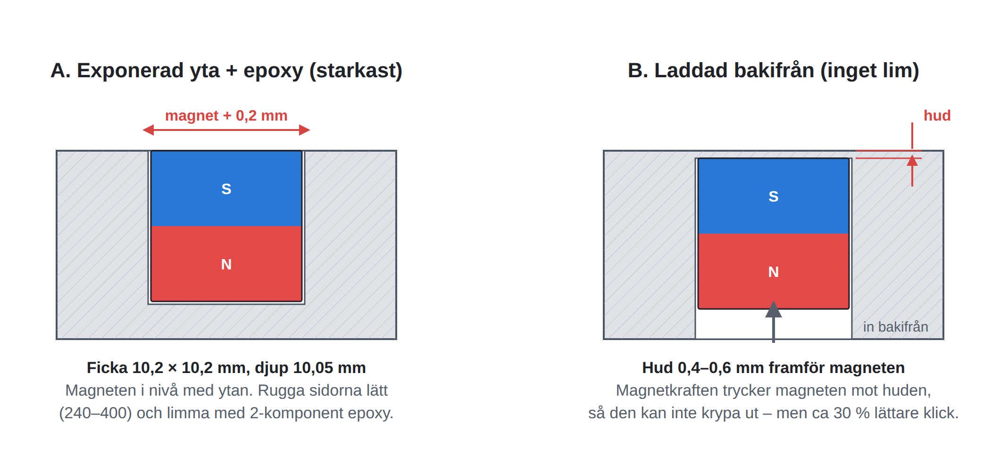 A. Exponerad yta + epoxy (starkast)
magnet + 0,2 mm
S
N
Ficka 10,2 × 10,2 mm, djup 10,05 mm
Magneten i nivå med ytan. Rugga sidorna lätt
(240–400) och limma med 2-komponent epoxy.
B. Laddad bakifrån (inget lim)
hud
S
N
in bakifrån
Hud 0,4–0,6 mm framför magneten
Magnetkraften trycker magneten mot huden,
så den kan inte krypa ut – men ca 30 % lättare klick.